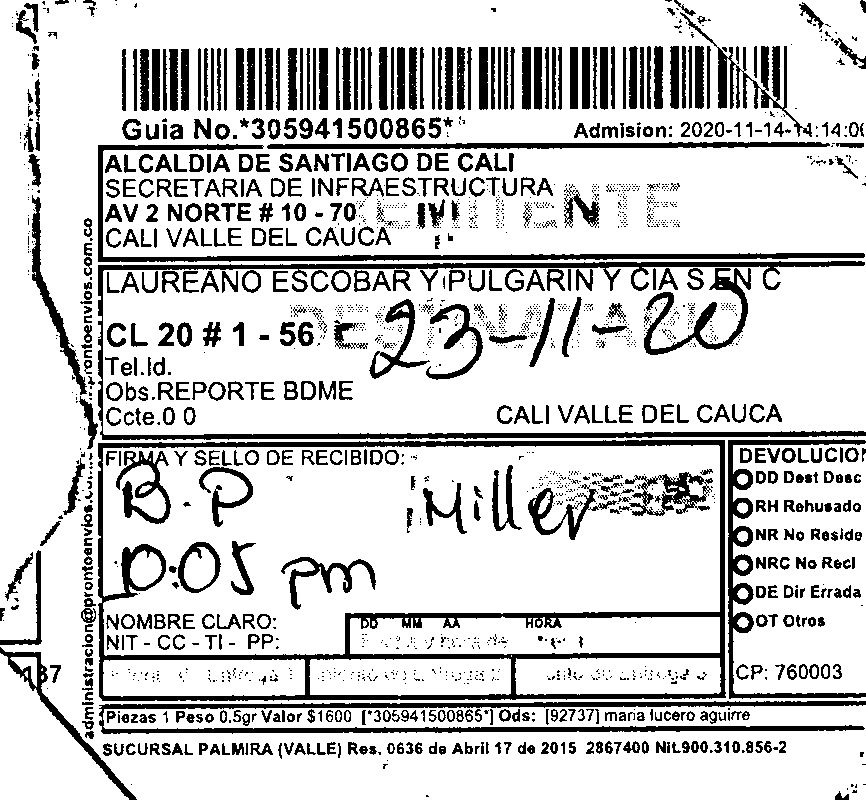 Guia No.*305941500865*
Admision: 2020-11-14-14:14:0
ALCALDIA DE SANTIAGO DE CALI
SECRETARIA DE INFRAESTRUCTURA
AV 2 NORTE # 10 - 70
REMITENTE
CALI VALLE DEL CAUCA
LAUREANO ESCOBAR Y PULGARIN Y CIA S EN C
DESTINATARIO
CL 20 # 1 - 56
23-11-20
Tel.Id.
Obs.REPORTE BDME
Ccte.0 0
CALI VALLE DEL CAUCA
FIRMA Y SELLO DE RECIBIDO:
B.P
Miller
10:05 pm
NOMBRE CLARO:
NIT - CC - TI - PP:
DD MM AA HORA
DEVOLUCION
DD Dest Desc
RH Rehusado
NR No Reside
NRC No Recl
DE Dir Errada
OT Otros
CP: 760003
Piezas 1 Peso 0.5gr Valor $1600 [*305941500865*] Ods: [92737] maria lucero aguirre
SUCURSAL PALMIRA (VALLE) Res. 0636 de Abril 17 de 2015 2867400 Nit.900.310.856-2
administracion@prontoenvios.com.co
prontoenvios.com.co